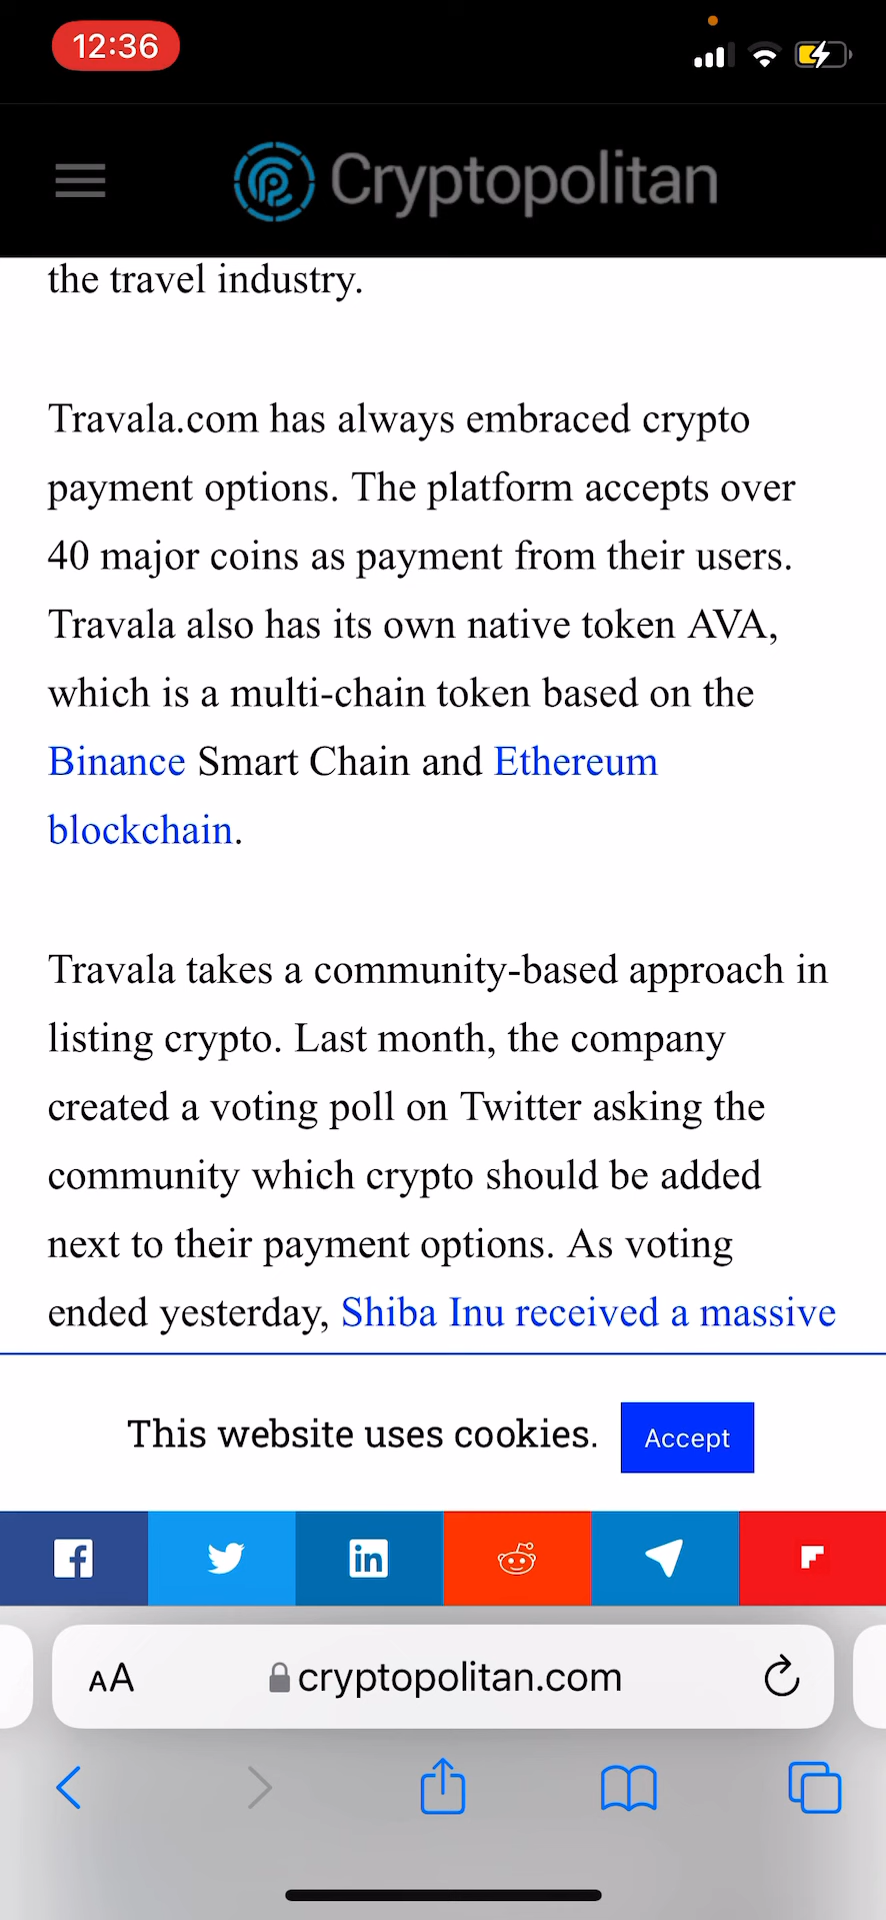 12:36
Cryptopolitan
the travel industry.
Travala.com has always embraced crypto
payment options. The platform accepts over
40 major coins as payment from their users.
Travala also has its own native token AVA,
which is a multi-chain token based on the
Binance Smart Chain and Ethereum
blockchain.
Travala takes a community-based approach in
listing crypto. Last month, the company
created a voting poll on Twitter asking the
community which crypto should be added
next to their payment options. As voting
ended yesterday, Shiba Inu received a massive
This website uses cookies. Accept
AA cryptopolitan.com